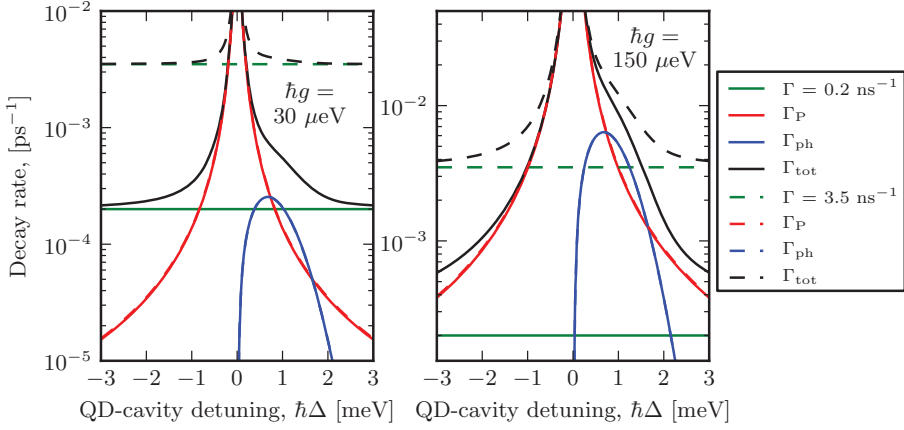 Decay rate, [ps⁻¹]
10⁻²
10⁻³
10⁻⁴
10⁻⁵
ħg =
30 μeV
−3 −2 −1 0 1 2 3
QD-cavity detuning, ħΔ [meV]
10⁻²
10⁻³
ħg =
150 μeV
−3 −2 −1 0 1 2 3
QD-cavity detuning, ħΔ [meV]
Γ = 0.2 ns⁻¹
Γ_P
Γ_ph
Γ_tot
Γ = 3.5 ns⁻¹
Γ_P
Γ_ph
Γ_tot